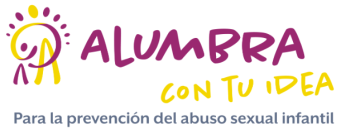 ALUMBRA
CON TU IDEA
Para la prevención del abuso sexual infantil